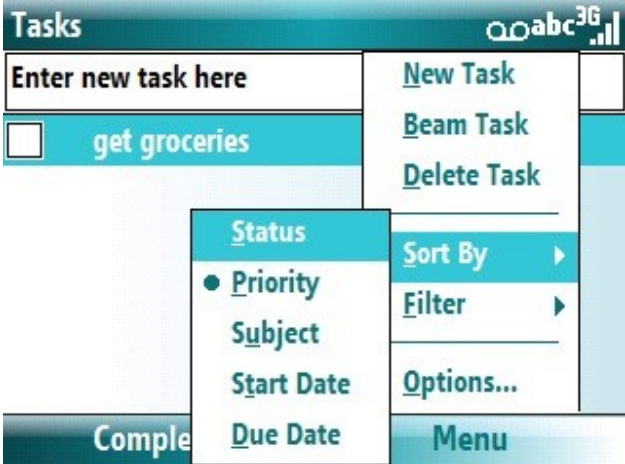 Tasks
abc 3G
Enter new task here
New Task
Beam Task
Delete Task
get groceries
Sort By
Filter
Options...
Status
Priority
Subject
Start Date
Due Date
Comple
Menu